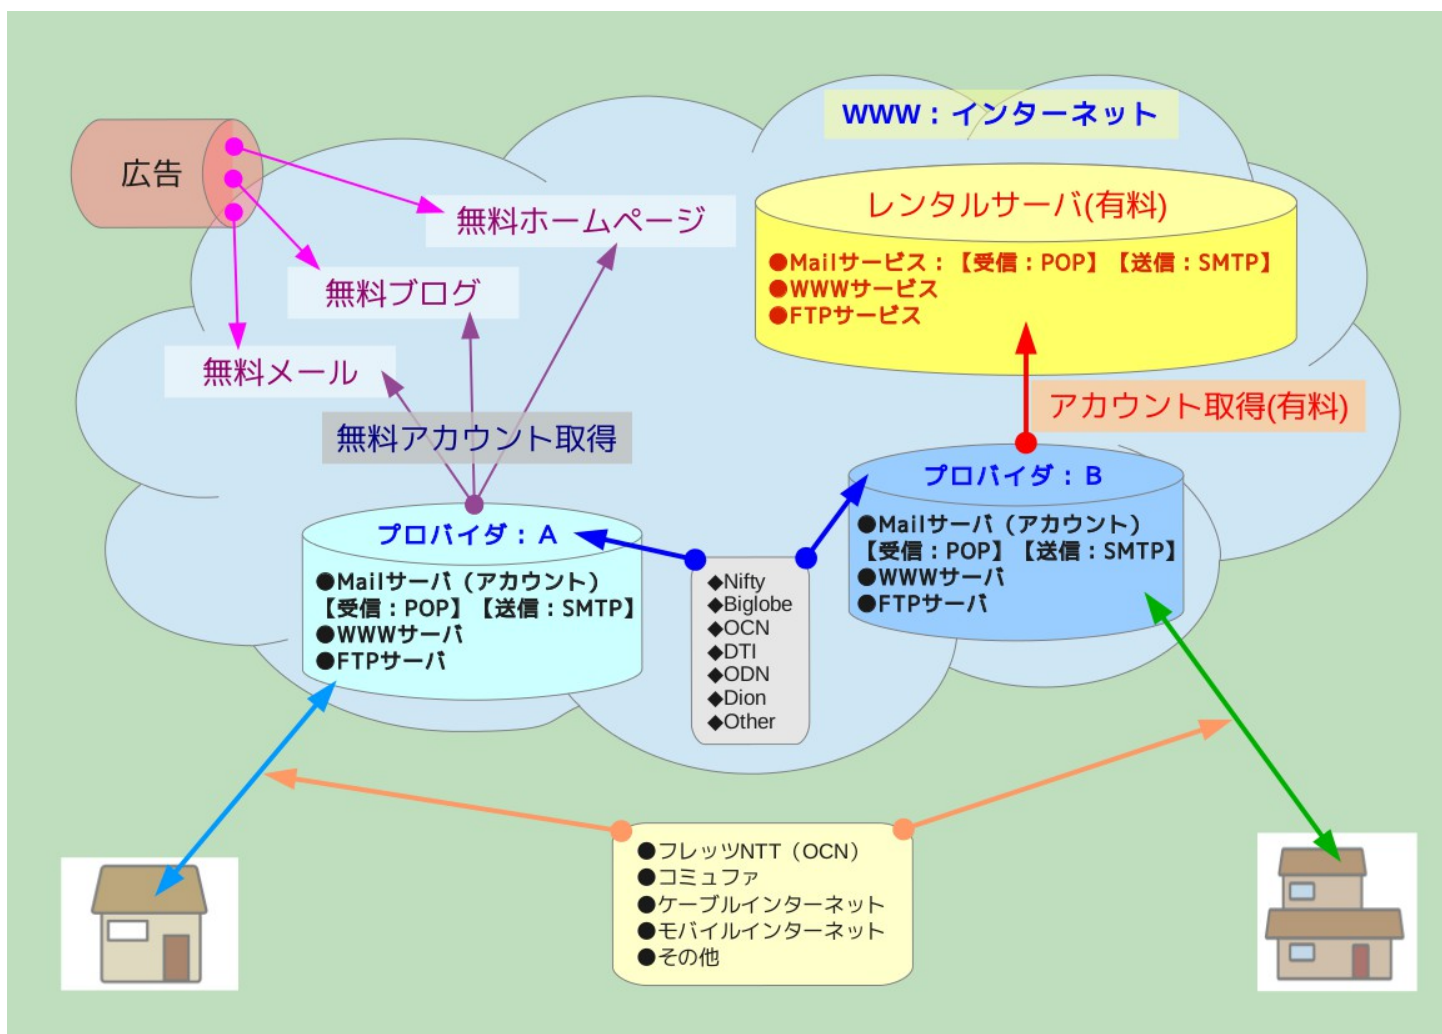 WWW：インターネット
広告
無料ホームページ
無料ブログ
無料メール
無料アカウント取得
レンタルサーバ(有料)
●Mailサービス：【受信：POP】【送信：SMTP】
●WWWサービス
●FTPサービス
アカウント取得(有料)
プロバイダ：A
●Mailサーバ（アカウント）
【受信：POP】【送信：SMTP】
●WWWサーバ
●FTPサーバ
◆Nifty
◆Biglobe
◆OCN
◆DTI
◆ODN
◆Dion
◆Other
プロバイダ：B
●Mailサーバ（アカウント）
【受信：POP】【送信：SMTP】
●WWWサーバ
●FTPサーバ
●フレッツNTT（OCN）
●コミュファ
●ケーブルインターネット
●モバイルインターネット
●その他